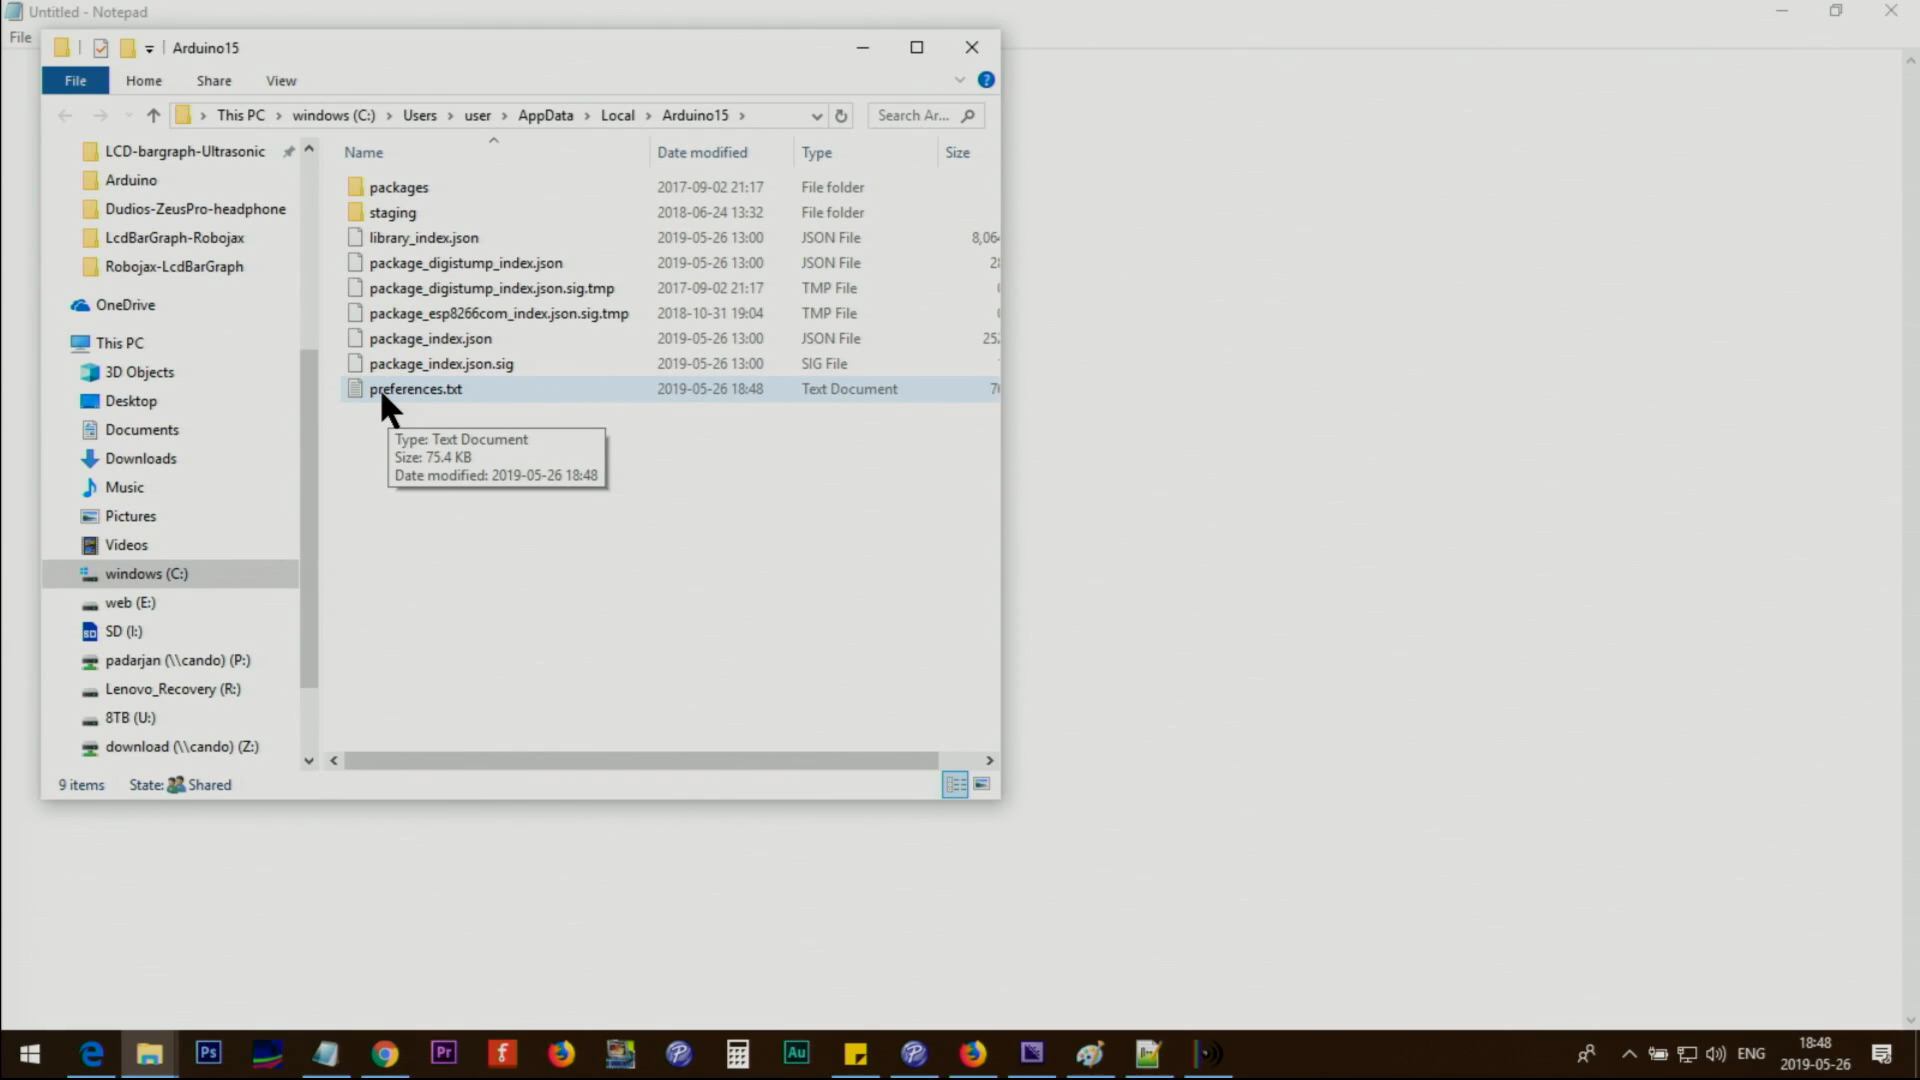 Untitled - Notepad
File
Arduino15
File Home Share View
This PC windows (C:) Users user AppData Local Arduino15
Search Ar...
LCD-bargraph-Ultrasonic
Arduino
Dudios-ZeusPro-headphone
LcdBarGraph-Robojax
Robojax-LcdBarGraph
OneDrive
This PC
3D Objects
Desktop
Documents
Downloads
Music
Pictures
Videos
windows (C:)
web (E:)
SD (I:)
padarjan (\\cando) (P:)
Lenovo_Recovery (R:)
8TB (U:)
download (\\cando) (Z:)
Name Date modified Type Size
packages 2017-09-02 21:17 File folder
staging 2018-06-24 13:32 File folder
library_index.json 2019-05-26 13:00 JSON File 8,06
package_digistump_index.json 2019-05-26 13:00 JSON File
package_digistump_index.json.sig.tmp 2017-09-02 21:17 TMP File
package_esp8266com_index.json.sig.tmp 2018-10-31 19:04 TMP File
package_index.json 2019-05-26 13:00 JSON File 25
package_index.json.sig 2019-05-26 13:00 SIG File
preferences.txt 2019-05-26 18:48 Text Document
Type: Text Document
Size: 75.4 KB
Date modified: 2019-05-26 18:48
9 items State: Shared
Ps Pr Au
ENG
18:48
2019-05-26